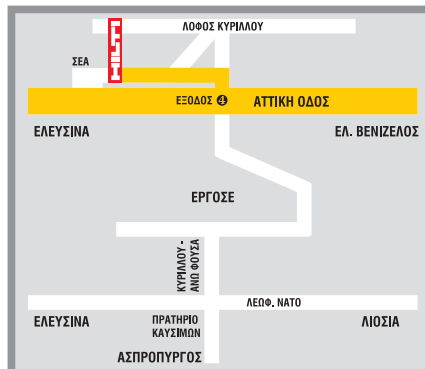 ΛΟΦΟΣ ΚΥΡΙΛΛΟΥ
ΣΕΑ
ΕΞΟΔΟΣ 4 ΑΤΤΙΚΗ ΟΔΟΣ
ΕΛΕΥΣΙΝΑ
ΕΛ. ΒΕΝΙΖΕΛΟΣ
ΕΡΓΟΣΕ
ΚΥΡΙΛΛΟΥ -
ΑΝΩ ΦΟΥΣΑ
ΛΕΩΦ. ΝΑΤΟ
ΕΛΕΥΣΙΝΑ
ΠΡΑΤΗΡΙΟ
ΚΑΥΣΙΜΩΝ
ΛΙΟΣΙΑ
ΑΣΠΡΟΠΥΡΓΟΣ